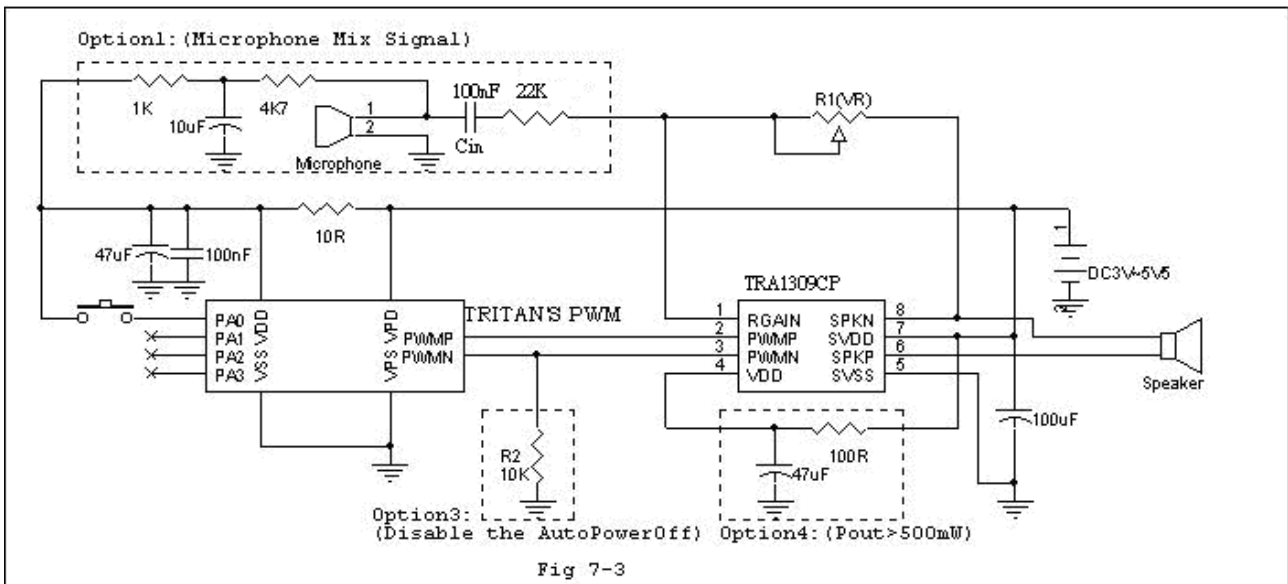 Option1:(Microphone Mix Signal)
1K
4K7
10uF
1
2
Microphone
100nF
Cin
22K
R1(VR)
10R
47uF
100nF
1
DC3V~5V5
2
TRA1309CP
TRITAN'S PWM
PA0
PA1
PA2
PA3
VDD
VSS
VPD
VPS
PWMP
PWMN
1
2
3
4
RGAIN
PWMP
PWMN
VDD
SPKN
SVDD
SPKP
SVSS
8
7
6
5
Speaker
R2
10K
100R
47uF
100uF
Option3:
(Disable the AutoPowerOff)
Option4:(Pout>500mW)
Fig 7-3